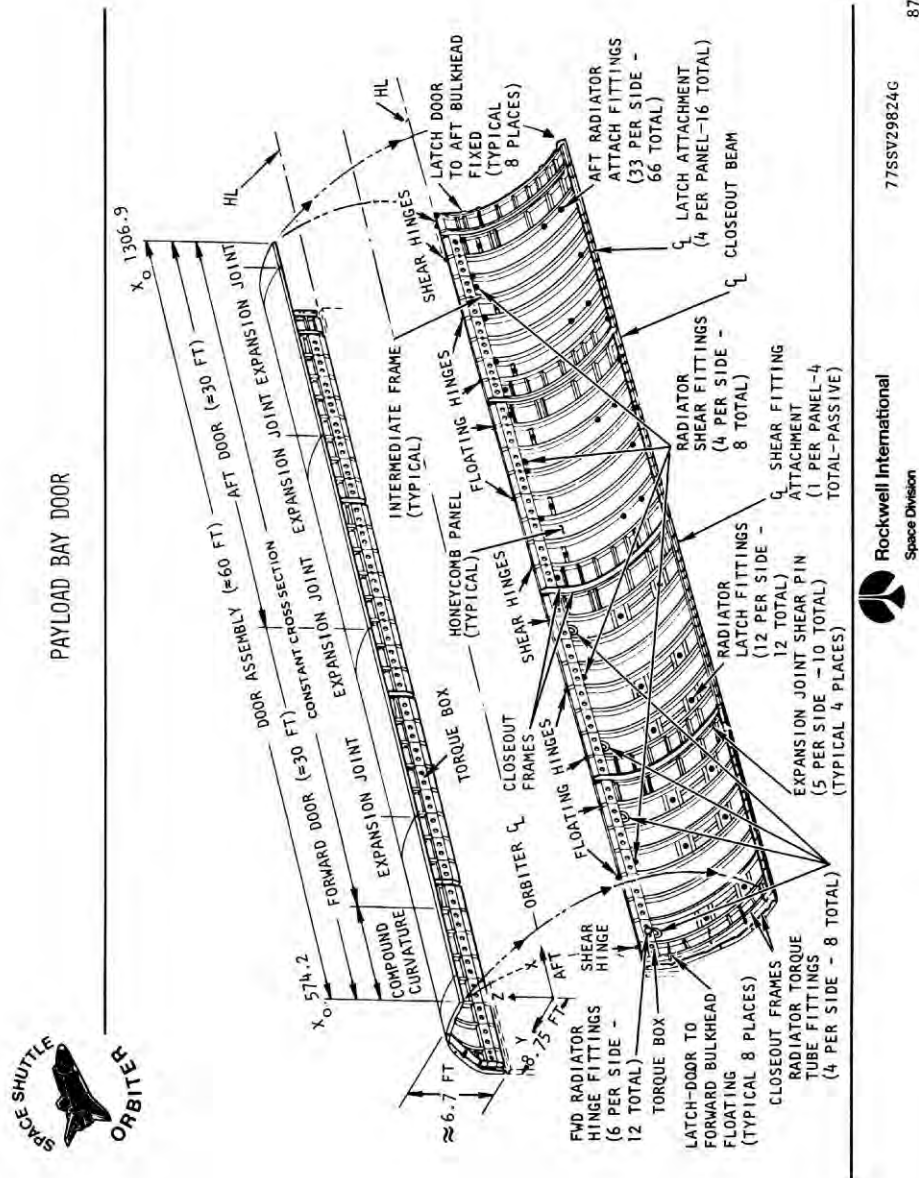 SPACE SHUTTLE
ORBITER
PAYLOAD BAY DOOR
X₀ 574.2
X₀ 1306.9
DOOR ASSEMBLY (≈60 FT)
FORWARD DOOR (≈30 FT)
AFT DOOR (≈30 FT)
CONSTANT CROSS SECTION
COMPOUND
CURVATURE
EXPANSION JOINT
EXPANSION JOINT
EXPANSION JOINT
EXPANSION JOINT
EXPANSION JOINT
HL
HL
≈6.7 FT
8.75 FT
Z
Y
X
AFT
TORQUE BOX
ORBITER ℄
INTERMEDIATE FRAME
(TYPICAL)
HONEYCOMB PANEL
(TYPICAL)
CLOSEOUT
FRAMES
SHEAR
HINGE
FLOATING HINGES
SHEAR HINGES
FLOATING HINGES
SHEAR HINGES
LATCH DOOR
TO AFT BULKHEAD
FIXED
(TYPICAL
8 PLACES)
AFT RADIATOR
ATTACH FITTINGS
(33 PER SIDE -
66 TOTAL)
℄ LATCH ATTACHMENT
(4 PER PANEL-16 TOTAL)
℄ CLOSEOUT BEAM
RADIATOR
SHEAR FITTINGS
(4 PER SIDE -
8 TOTAL)
℄ SHEAR FITTING
ATTACHMENT
(1 PER PANEL-4
TOTAL-PASSIVE)
RADIATOR
LATCH FITTINGS
(12 PER SIDE -
12 TOTAL)
EXPANSION JOINT SHEAR PIN
(5 PER SIDE -10 TOTAL)
(TYPICAL 4 PLACES)
FWD RADIATOR
HINGE FITTINGS
(6 PER SIDE -
12 TOTAL)
TORQUE BOX
LATCH-DOOR TO
FORWARD BULKHEAD
FLOATING
(TYPICAL 8 PLACES)
CLOSEOUT FRAMES
RADIATOR TORQUE
TUBE FITTINGS
(4 PER SIDE - 8 TOTAL)
Rockwell International
Space Division
77SSV29824G
87